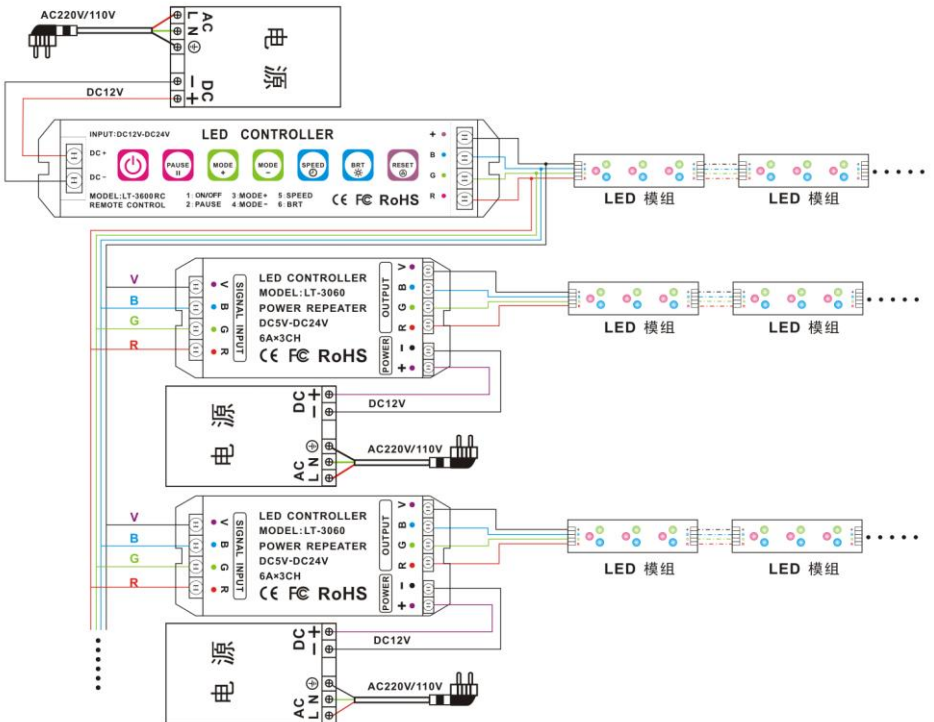 AC220V/110V
L
N
AC
DC
−
+
电源
DC12V
INPUT:DC12V-DC24V
LED CONTROLLER
DC+
DC−
PAUSE
MODE
+
MODE
−
SPEED
BRT
RESET
+
B
G
R
MODEL:LT-3600RC
REMOTE CONTROL
1:ON/OFF 3:MODE+ 5:SPEED
2:PAUSE 4:MODE− 6:BRT
CE FC RoHS
LED 模组
LED 模组
V
B
G
R
V
B
G
R
SIGNAL INPUT
LED CONTROLLER
MODEL:LT-3060
POWER REPEATER
DC5V-DC24V
6A×3CH
CE FC RoHS
OUTPUT
V
B
G
R
POWER
−
+
LED 模组
LED 模组
电源
DC
+
−
DC12V
AC
N
L
AC220V/110V
V
B
G
R
V
B
G
R
SIGNAL INPUT
LED CONTROLLER
MODEL:LT-3060
POWER REPEATER
DC5V-DC24V
6A×3CH
CE FC RoHS
OUTPUT
V
B
G
R
POWER
−
+
LED 模组
LED 模组
电源
DC
+
−
DC12V
AC
N
L
AC220V/110V